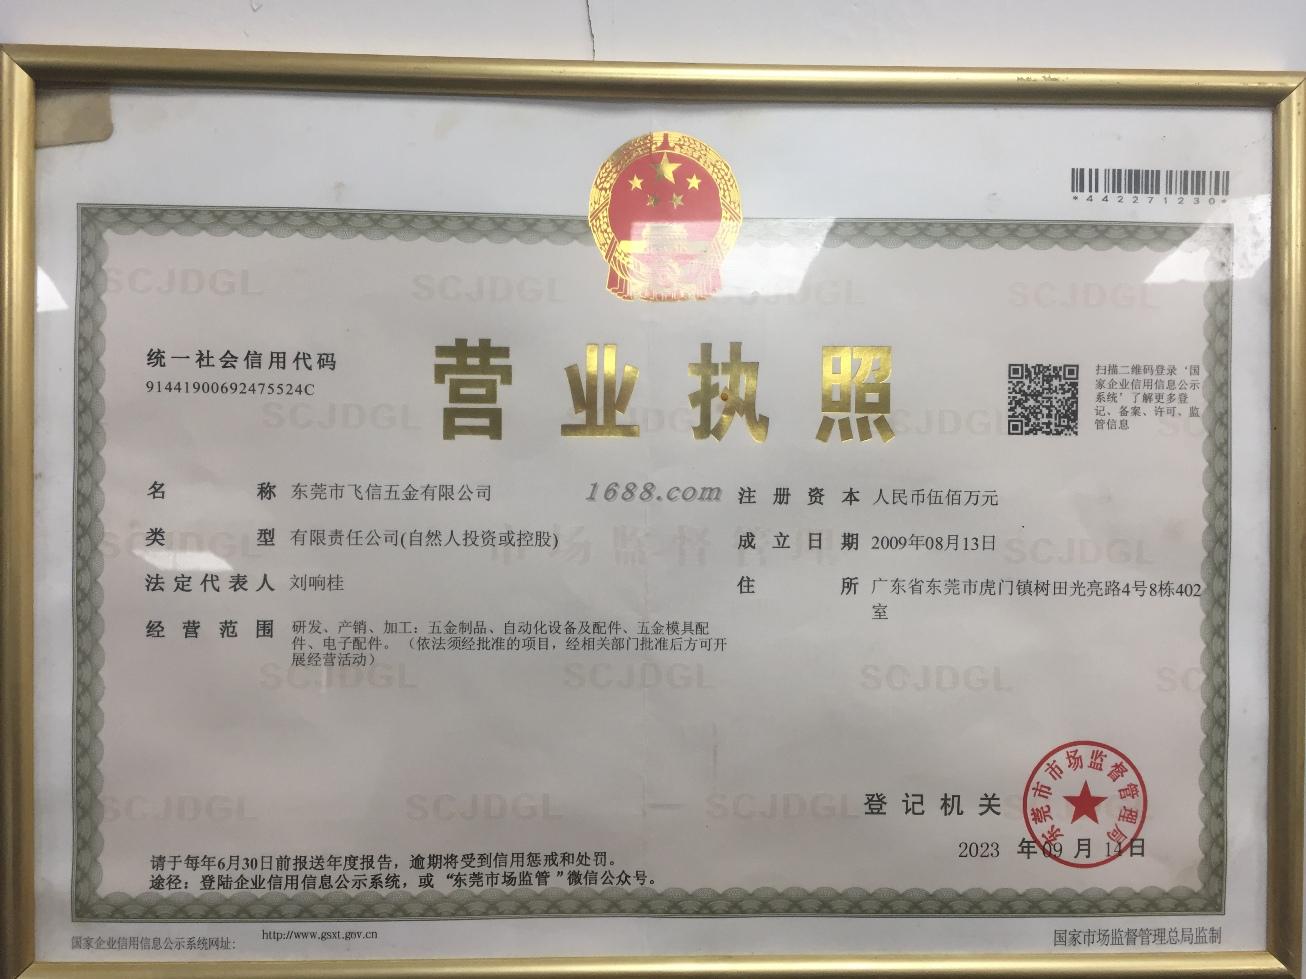 *442271230*
统一社会信用代码
91441900692475524C
营业执照
扫描二维码登录‘国
家企业信用信息公示
系统’了解更多登
记、备案、许可、监
管信息
名 称 东莞市飞信五金有限公司
1688.com
注册资本 人民币伍佰万元
类 型 有限责任公司(自然人投资或控股)
成立日期 2009年08月13日
法定代表人 刘响桂
住 所 广东省东莞市虎门镇树田光亮路4号8栋402
室
经营范围 研发、产销、加工：五金制品、自动化设备及配件、五金模具配
件、电子配件。（依法须经批准的项目，经相关部门批准后方可开
展经营活动）
SCJDGL
市场监督管理
登记机关
东莞市市场监督管理局
2023 年09 月 14日
请于每年6月30日前报送年度报告，逾期将受到信用惩戒和处罚。
途径：登陆企业信用信息公示系统，或“东莞市场监管”微信公众号。
国家企业信用信息公示系统网址：
http://www.gsxt.gov.cn
国家市场监督管理总局监制